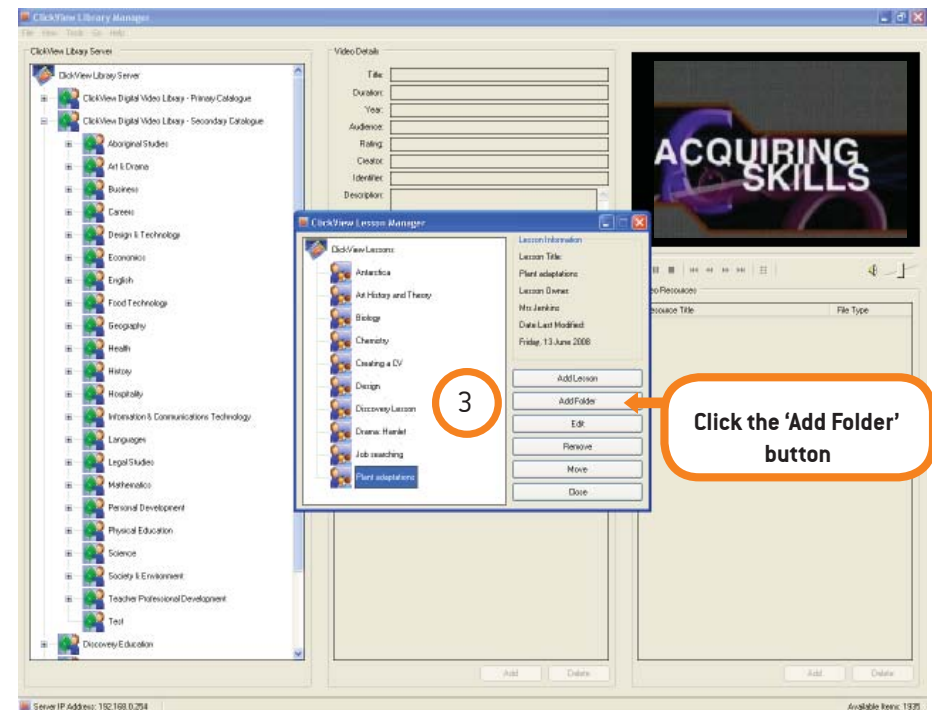 ClickView Library Manager
File View Tools Go Help
ClickView Library Server
ClickView Library Server
ClickView Digital Video Library - Primary Catalogue
ClickView Digital Video Library - Secondary Catalogue
Aboriginal Studies
Art & Drama
Business
Careers
Design & Technology
Economics
English
Food Technology
Geography
Health
History
Hospitality
Information & Communications Technology
Languages
Legal Studies
Mathematics
Personal Development
Physical Education
Science
Society & Environment
Teacher Professional Development
Test
Discovery Education
Video Details
Title:
Duration:
Year:
Audience:
Rating:
Creator:
Identifier:
Description:
ACQUIRING
SKILLS
ClickView Lesson Manager
ClickView Lessons
Antarctica
Art History and Theory
Biology
Chemistry
Creating a CV
Design
Discovery Lesson
Drama: Hamlet
Job searching
Plant adaptations
Lesson Information
Lesson Title:
Plant adaptations
Lesson Owner:
Mrs Jenkins
Date Last Modified:
Friday, 13 June 2008
Add Lesson
Add Folder
Edit
Remove
Move
Close
3
Click the ‘Add Folder’
button
eo Resources
esource Title
File Type
Add
Delete
Add
Delete
Server IP Address: 192.168.0.254
Available Items: 1935